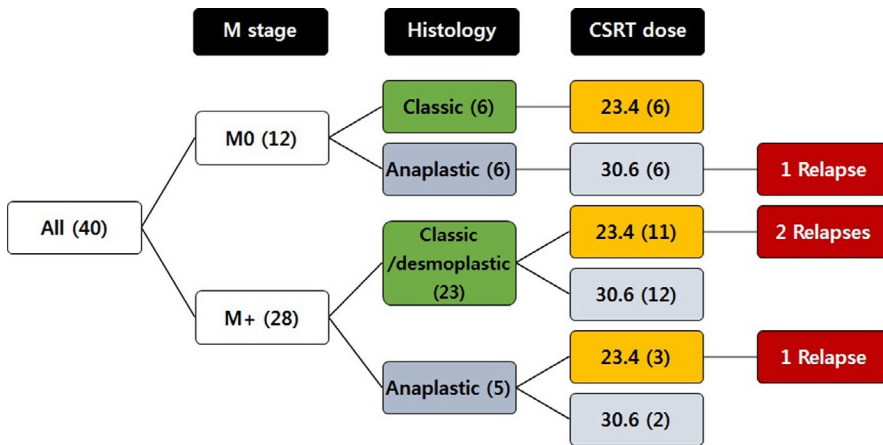 M stage
Histology
CSRT dose
Classic (6)
23.4 (6)
M0 (12)
Anaplastic (6)
30.6 (6)
1 Relapse
All (40)
Classic
/desmoplastic
(23)
23.4 (11)
2 Relapses
30.6 (12)
M+ (28)
Anaplastic (5)
23.4 (3)
1 Relapse
30.6 (2)